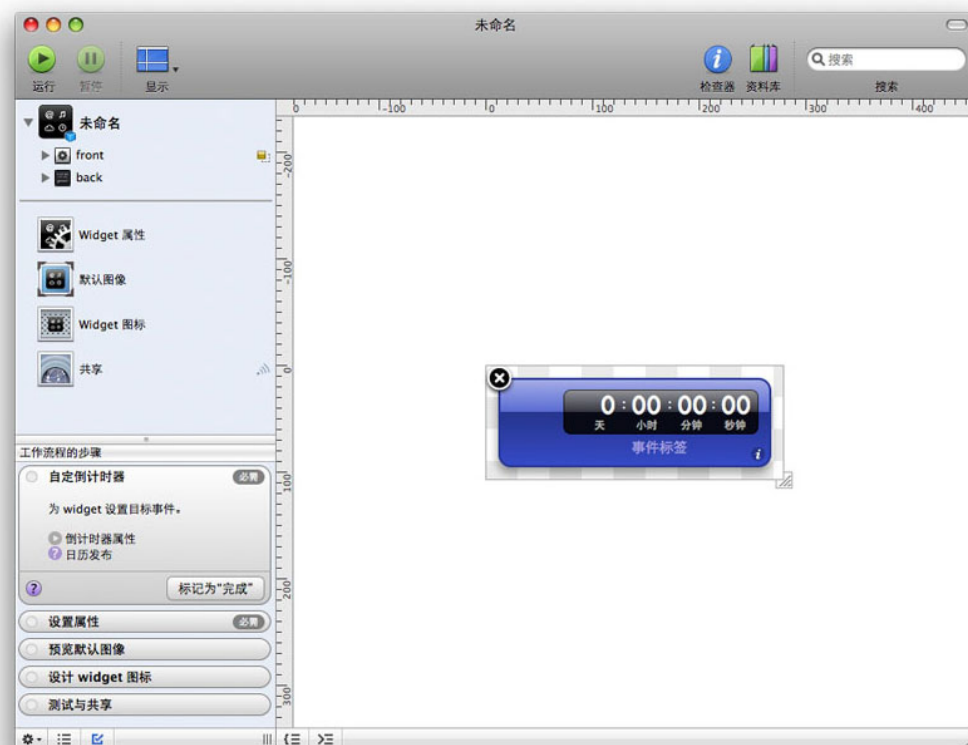 未命名
运行 暂停 显示 检查器 资料库 搜索
搜索
0 -100 0 100 200 300 400
-200
-100
0
100
200
300
未命名
front
back
Widget 属性
默认图像
Widget 图标
共享
0:00:00:00
天 小时 分钟 秒钟
事件标签
工作流程的步骤
自定倒计时器 必需
为 widget 设置目标事件。
倒计时器属性
日历发布
标记为“完成”
设置属性 必需
预览默认图像
设计 widget 图标
测试与共享